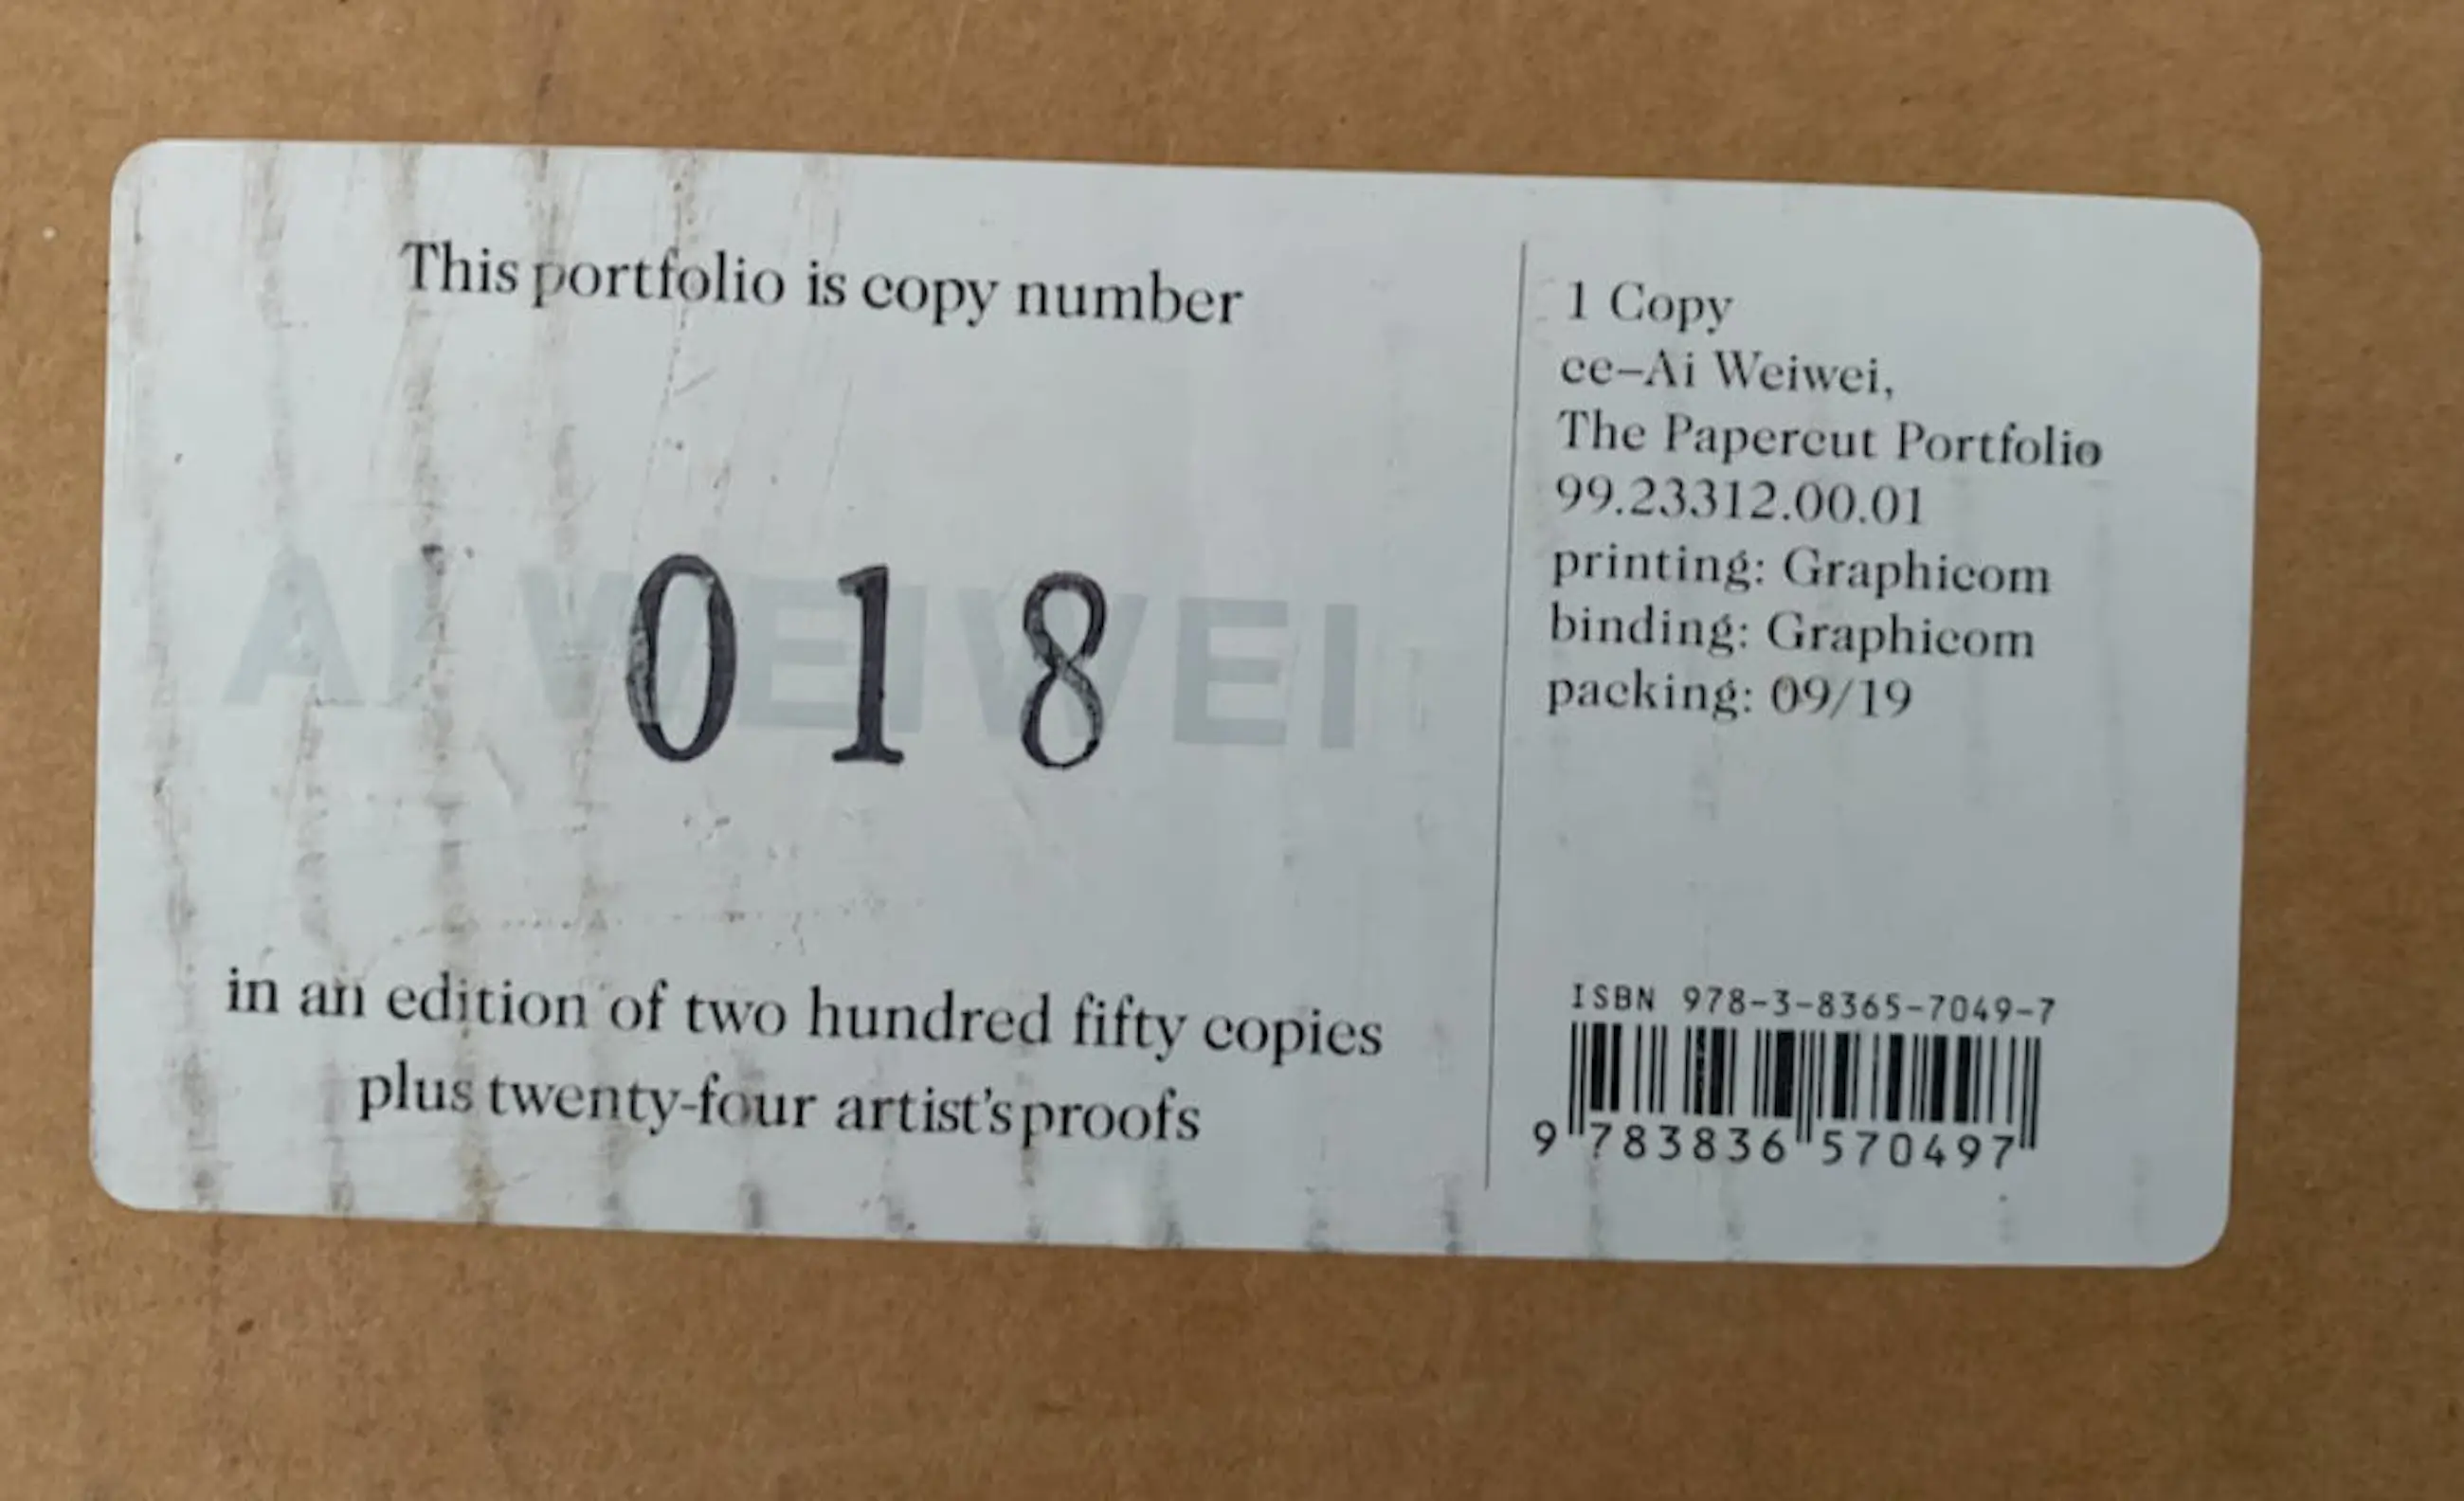 This portfolio is copy number
AI WEIWEI
018
in an edition of two hundred fifty copies
plus twenty-four artist's proofs
1 Copy
ce–Ai Weiwei,
The Papercut Portfolio
99.23312.00.01
printing: Graphicom
binding: Graphicom
packing: 09/19
ISBN 978-3-8365-7049-7
9 783836 570497